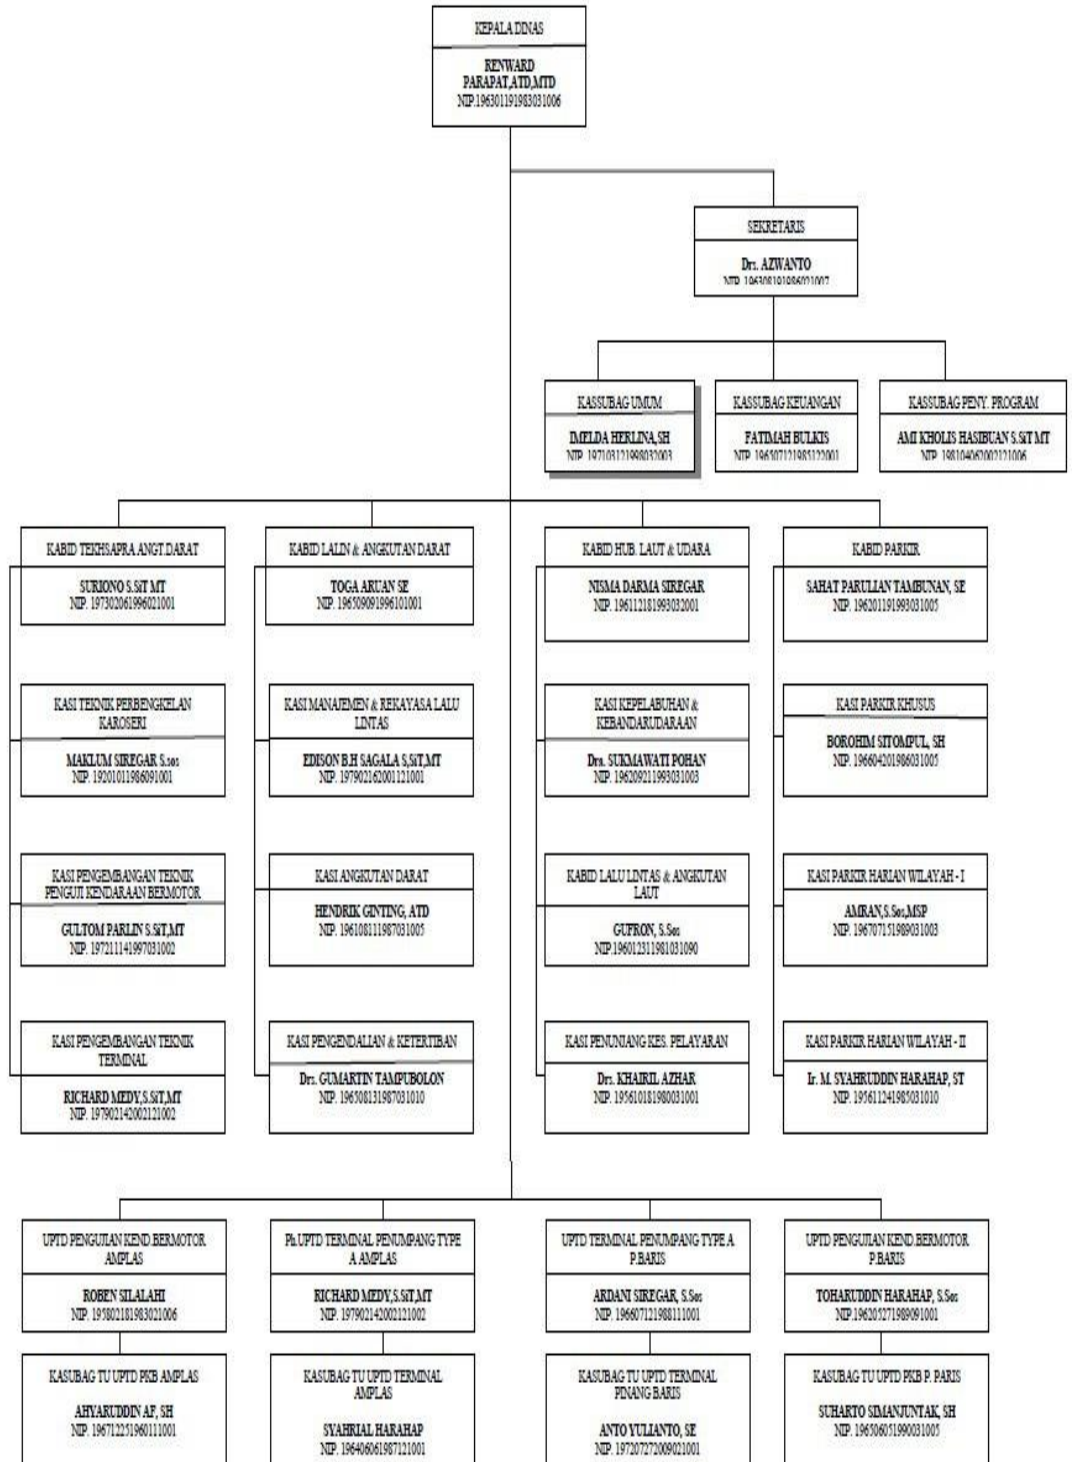 KEPALA DINAS
RENWARD
PARAPAT,ATD,MTD
NIP.196301191983031006
SEKRETARIS
Drs. AZWANTO
NIP. 196308191986021007
KASSUBAG UMUM
IMELDA HERLINA,SH
NIP. 197103121998032003
KASSUBAG KEUANGAN
FATIMAH BULKIS
NIP. 196507121985122001
KASSUBAG PENY. PROGRAM
AMI KHOLIS HASIBUAN S.SiT MT
NIP. 198104062002121006
KABID TEKHSAPRA ANGT.DARAT
SURIONO S.SiT MT
NIP. 197302061996021001
KABID LALIN & ANGKUTAN DARAT
TOGA ARUAN SE
NIP. 196509091996101001
KABID HUB. LAUT & UDARA
NISMA DARMA SIREGAR
NIP. 196112181993032001
KABID PARKIR
SAHAT PARULIAN TAMBUNAN, SE
NIP. 196201191993031005
KASI TEKNIK PERBENGKELAN
KAROSERI
MAKLUM SIREGAR S.sos
NIP. 19201011986091001
KASI MANAJEMEN & REKAYASA LALU
LINTAS
EDISON B.H SAGALA S,SiT,MT
NIP. 197902162001121001
KASI KEPELABUHAN &
KEBANDARUDARAAN
Dra. SUKMAWATI POHAN
NIP. 196209211993031003
KASI PARKIR KHUSUS
BOROHIM SITOMPUL, SH
NIP. 196604201986031005
KASI PENGEMBANGAN TEKNIK
PENGUJI KENDARAAN BERMOTOR
GULTOM PARLIN S.SiT,MT
NIP. 197211141997031002
KASI ANGKUTAN DARAT
HENDRIK GINTING, ATD
NIP. 196108111987031005
KABID LALU LINTAS & ANGKUTAN
LAUT
GUFRON, S.Sos
NIP.196012311981031090
KASI PARKIR HARIAN WILAYAH - I
AMRAN,S.Sos,MSP
NIP. 196707151989031003
KASI PENGEMBANGAN TEKNIK
TERMINAL
RICHARD MEDY,S.SiT,MT
NIP. 197902142002121002
KASI PENGENDALIAN & KETERTIBAN
Drs. GUMARTIN TAMPUBOLON
NIP. 196508131987031010
KASI PENUNJANG KES. PELAYARAN
Drs. KHAIRIL AZHAR
NIP. 195610181980031001
KASI PARKIR HARIAN WILAYAH - II
Ir. M. SYAHRUDDIN HARAHAP, ST
NIP. 195611241985031010
UPTD PENGUJIAN KEND.BERMOTOR
AMPLAS
ROBEN SILALAHI
NIP. 195802181983021006
Plt.UPTD TERMINAL PENUMPANG TYPE
A AMPLAS
RICHARD MEDY,S.SiT,MT
NIP. 197902142002121002
UPTD TERMINAL PENUMPANG TYPE A
P.BARIS
ARDANI SIREGAR, S.Sos
NIP. 196607121988111001
UPTD PENGUJIAN KEND.BERMOTOR
P.BARIS
TOHARUDDIN HARAHAP, S.Sos
NIP.196205271989091001
KASUBAG TU UPTD PKB AMPLAS
AHYARUDDIN AF, SH
NIP. 196712251960111001
KASUBAG TU UPTD TERMINAL
AMPLAS
SYAHRIAL HARAHAP
NIP. 196406061987121001
KASUBAG TU UPTD TERMINAL
PINANG BARIS
ANTO YULIANTO, SE
NIP. 197207272009021001
KASUBAG TU UPTD PKB P. PARIS
SUHARTO SIMANJUNTAK, SH
NIP. 196506051990031005